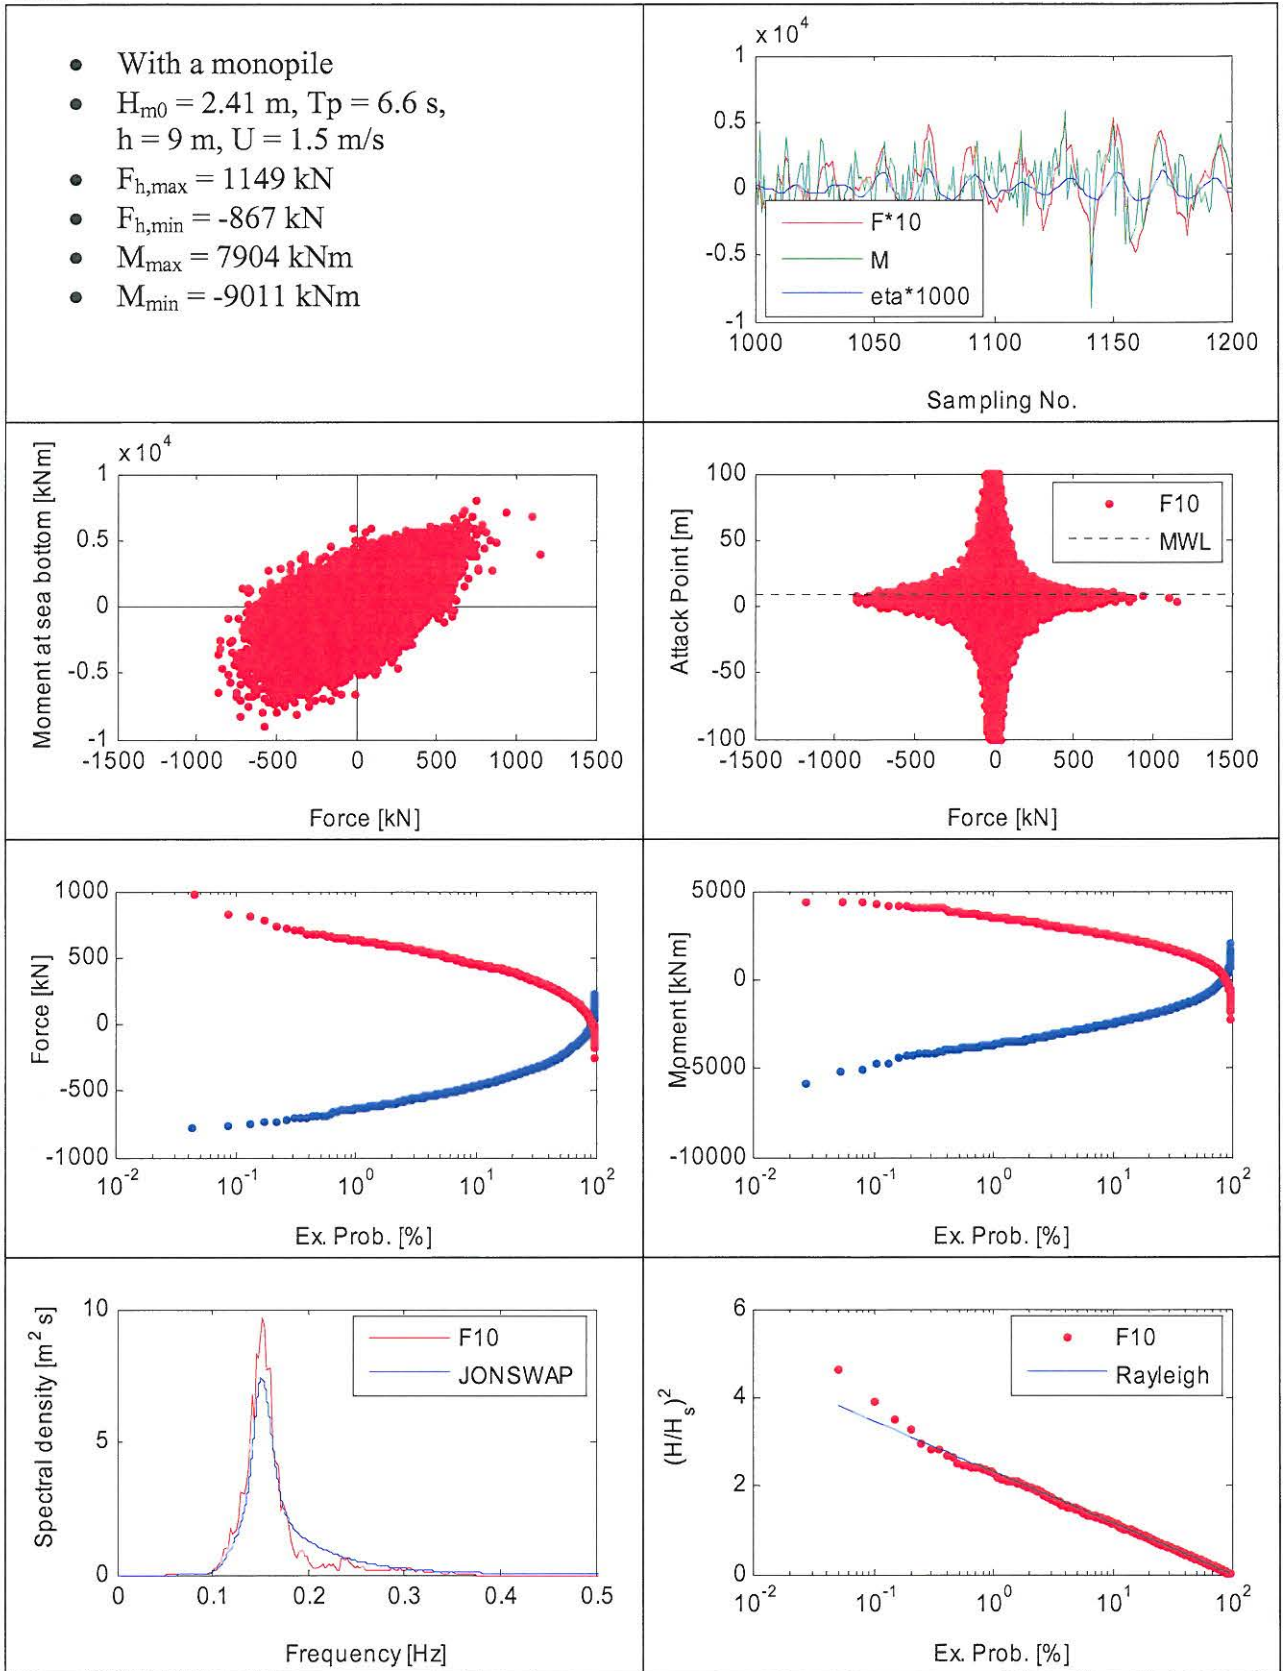 • With a monopile
• Hm0 = 2.41 m, Tp = 6.6 s,
h = 9 m, U = 1.5 m/s
• Fh,max = 1149 kN
• Fh,min = -867 kN
• Mmax = 7904 kNm
• Mmin = -9011 kNm
x 10^4
1
0.5
0
-0.5
-1
F*10
M
eta*1000
1000 1050 1100 1150 1200
Sampling No.
Moment at sea bottom [kNm]
x 10^4
1
0.5
0
-0.5
-1
-1500 -1000 -500 0 500 1000 1500
Force [kN]
Attack Point [m]
100
50
0
-50
-100
F10
MWL
-1500 -1000 -500 0 500 1000 1500
Force [kN]
Force [kN]
1000
500
0
-500
-1000
10^-2 10^-1 10^0 10^1 10^2
Ex. Prob. [%]
Moment [kNm]
5000
0
-5000
-10000
10^-2 10^-1 10^0 10^1 10^2
Ex. Prob. [%]
Spectral density [m^2 s]
10
5
0
F10
JONSWAP
0 0.1 0.2 0.3 0.4 0.5
Frequency [Hz]
(H/Hs)^2
6
4
2
0
F10
Rayleigh
10^-2 10^-1 10^0 10^1 10^2
Ex. Prob. [%]